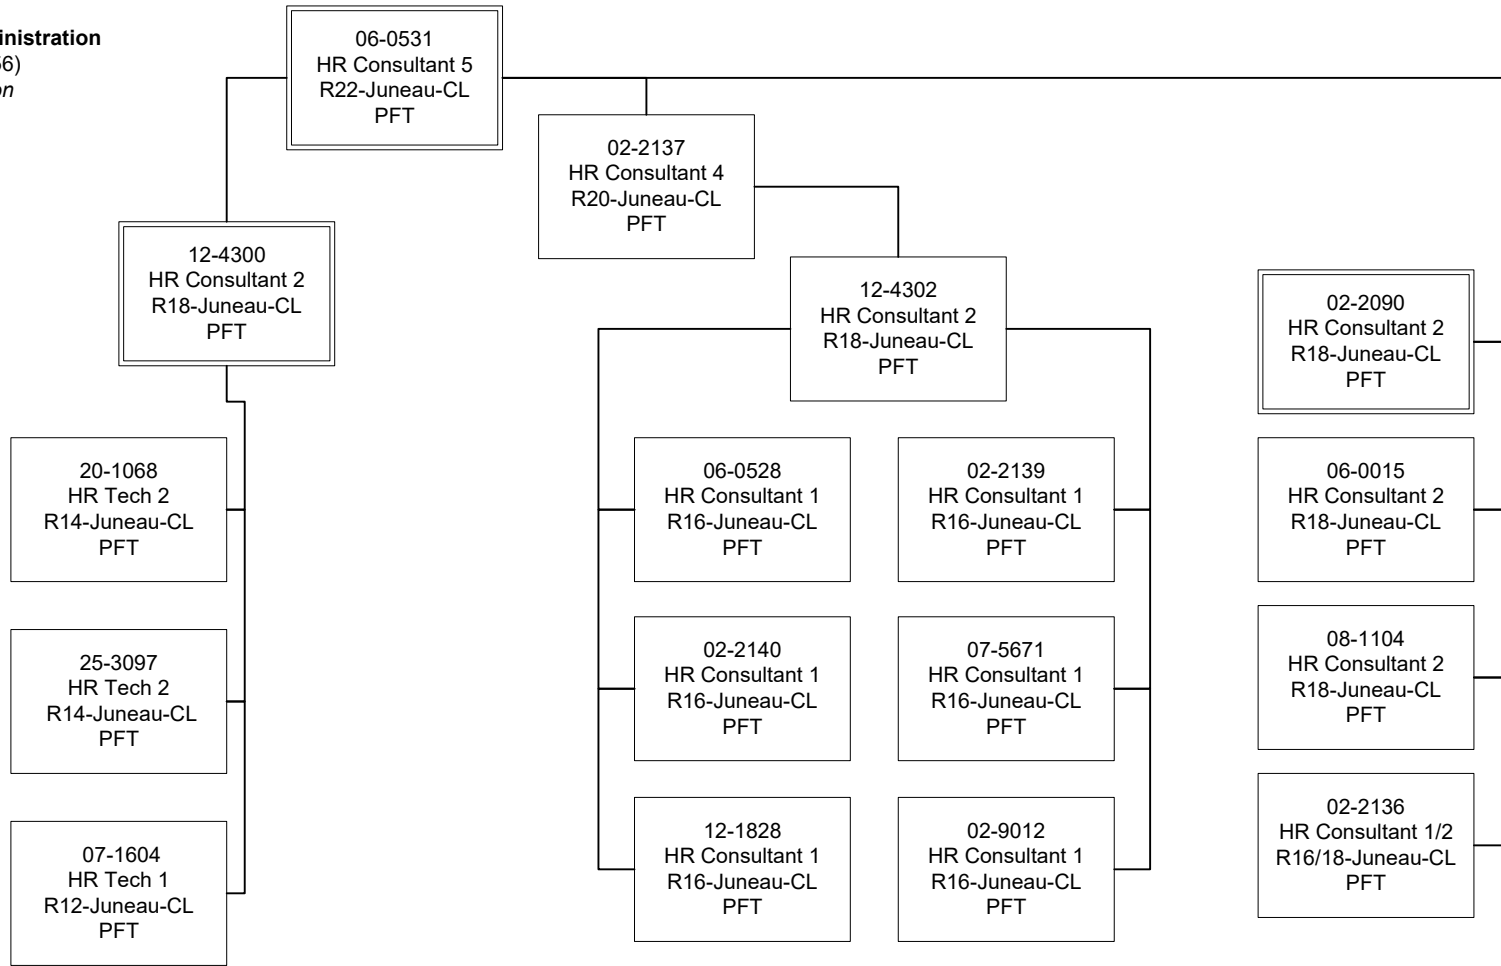 06-0531
HR Consultant 5
R22-Juneau-CL
PFT
02-2137
HR Consultant 4
R20-Juneau-CL
PFT
12-4300
HR Consultant 2
R18-Juneau-CL
PFT
12-4302
HR Consultant 2
R18-Juneau-CL
PFT
02-2090
HR Consultant 2
R18-Juneau-CL
PFT
20-1068
HR Tech 2
R14-Juneau-CL
PFT
06-0528
HR Consultant 1
R16-Juneau-CL
PFT
02-2139
HR Consultant 1
R16-Juneau-CL
PFT
06-0015
HR Consultant 2
R18-Juneau-CL
PFT
25-3097
HR Tech 2
R14-Juneau-CL
PFT
02-2140
HR Consultant 1
R16-Juneau-CL
PFT
07-5671
HR Consultant 1
R16-Juneau-CL
PFT
08-1104
HR Consultant 2
R18-Juneau-CL
PFT
07-1604
HR Tech 1
R12-Juneau-CL
PFT
12-1828
HR Consultant 1
R16-Juneau-CL
PFT
02-9012
HR Consultant 1
R16-Juneau-CL
PFT
02-2136
HR Consultant 1/2
R16/18-Juneau-CL
PFT